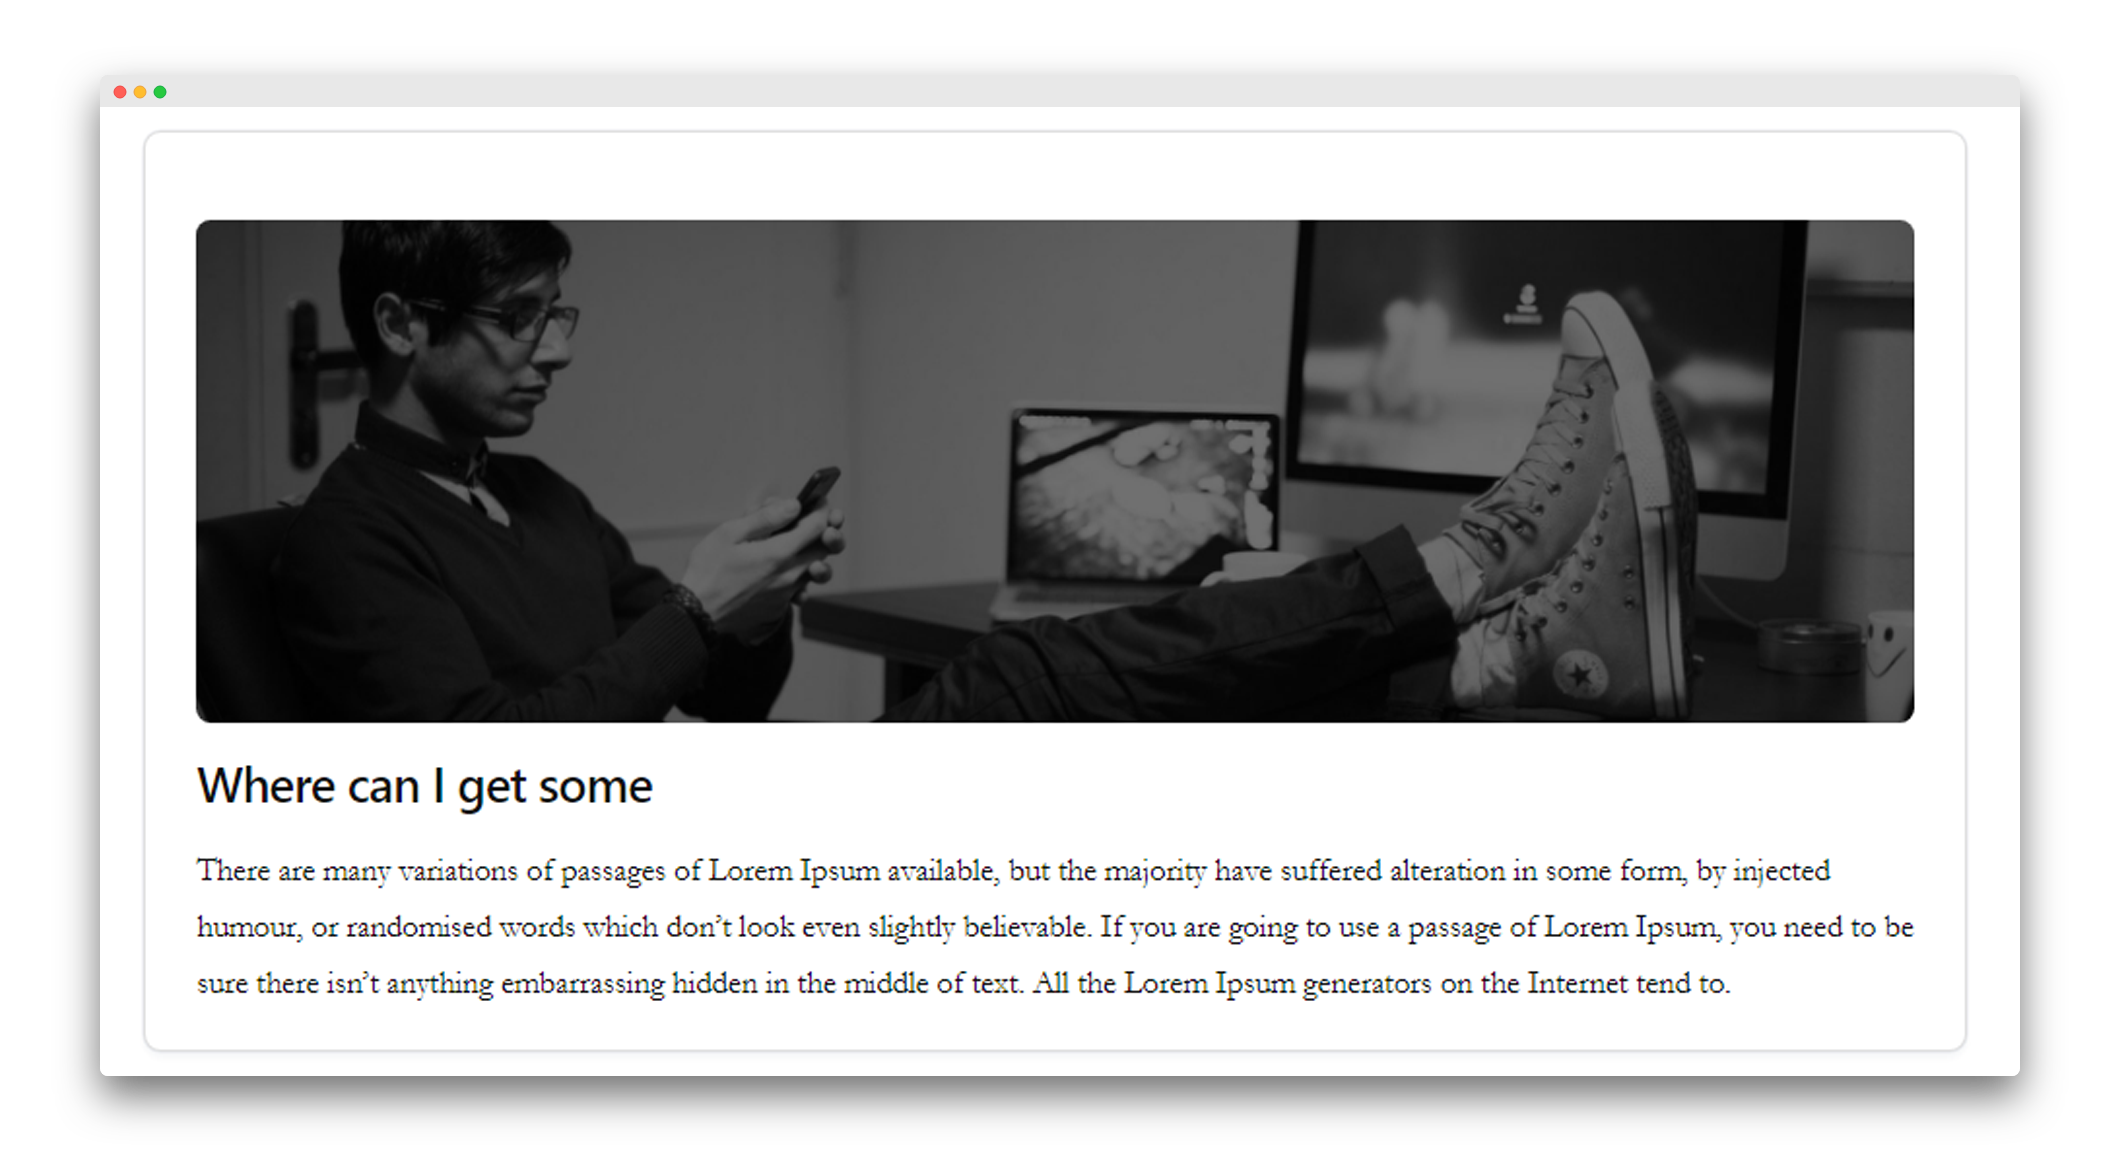 Where can I get some
There are many variations of passages of Lorem Ipsum available, but the majority have suffered alteration in some form, by injected
humour, or randomised words which don’t look even slightly believable. If you are going to use a passage of Lorem Ipsum, you need to be
sure there isn’t anything embarrassing hidden in the middle of text. All the Lorem Ipsum generators on the Internet tend to.